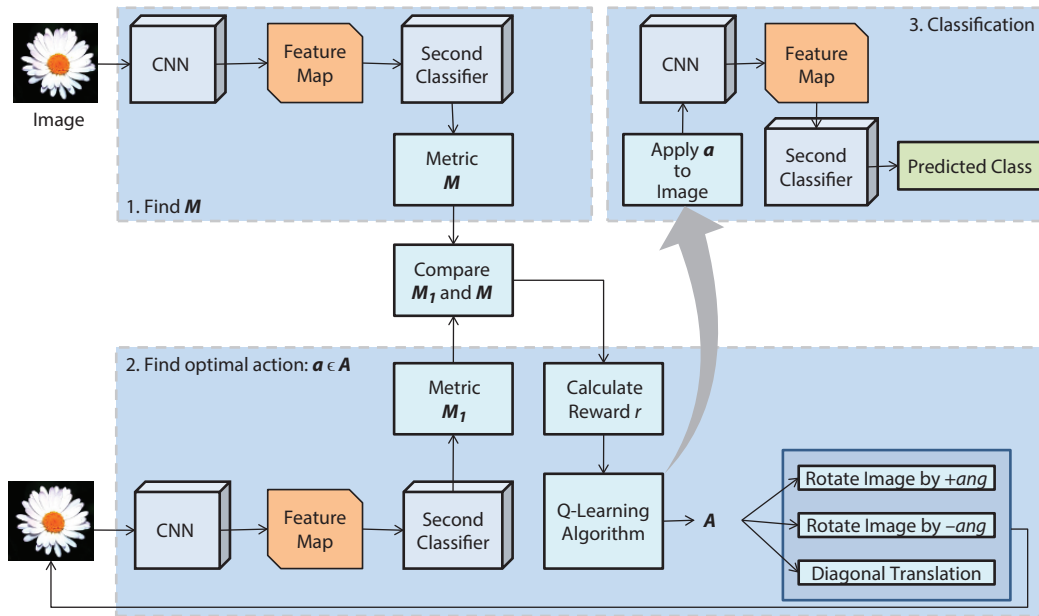 Image
CNN
Feature
Map
Second
Classifier
Metric
M
1. Find M
3. Classification
CNN
Feature
Map
Apply a
to
Image
Second
Classifier
Predicted Class
Compare
M₁ and M
2. Find optimal action: a ϵ A
Metric
M₁
Calculate
Reward r
CNN
Feature
Map
Second
Classifier
Q-Learning
Algorithm
A
Rotate Image by +ang
Rotate Image by –ang
Diagonal Translation